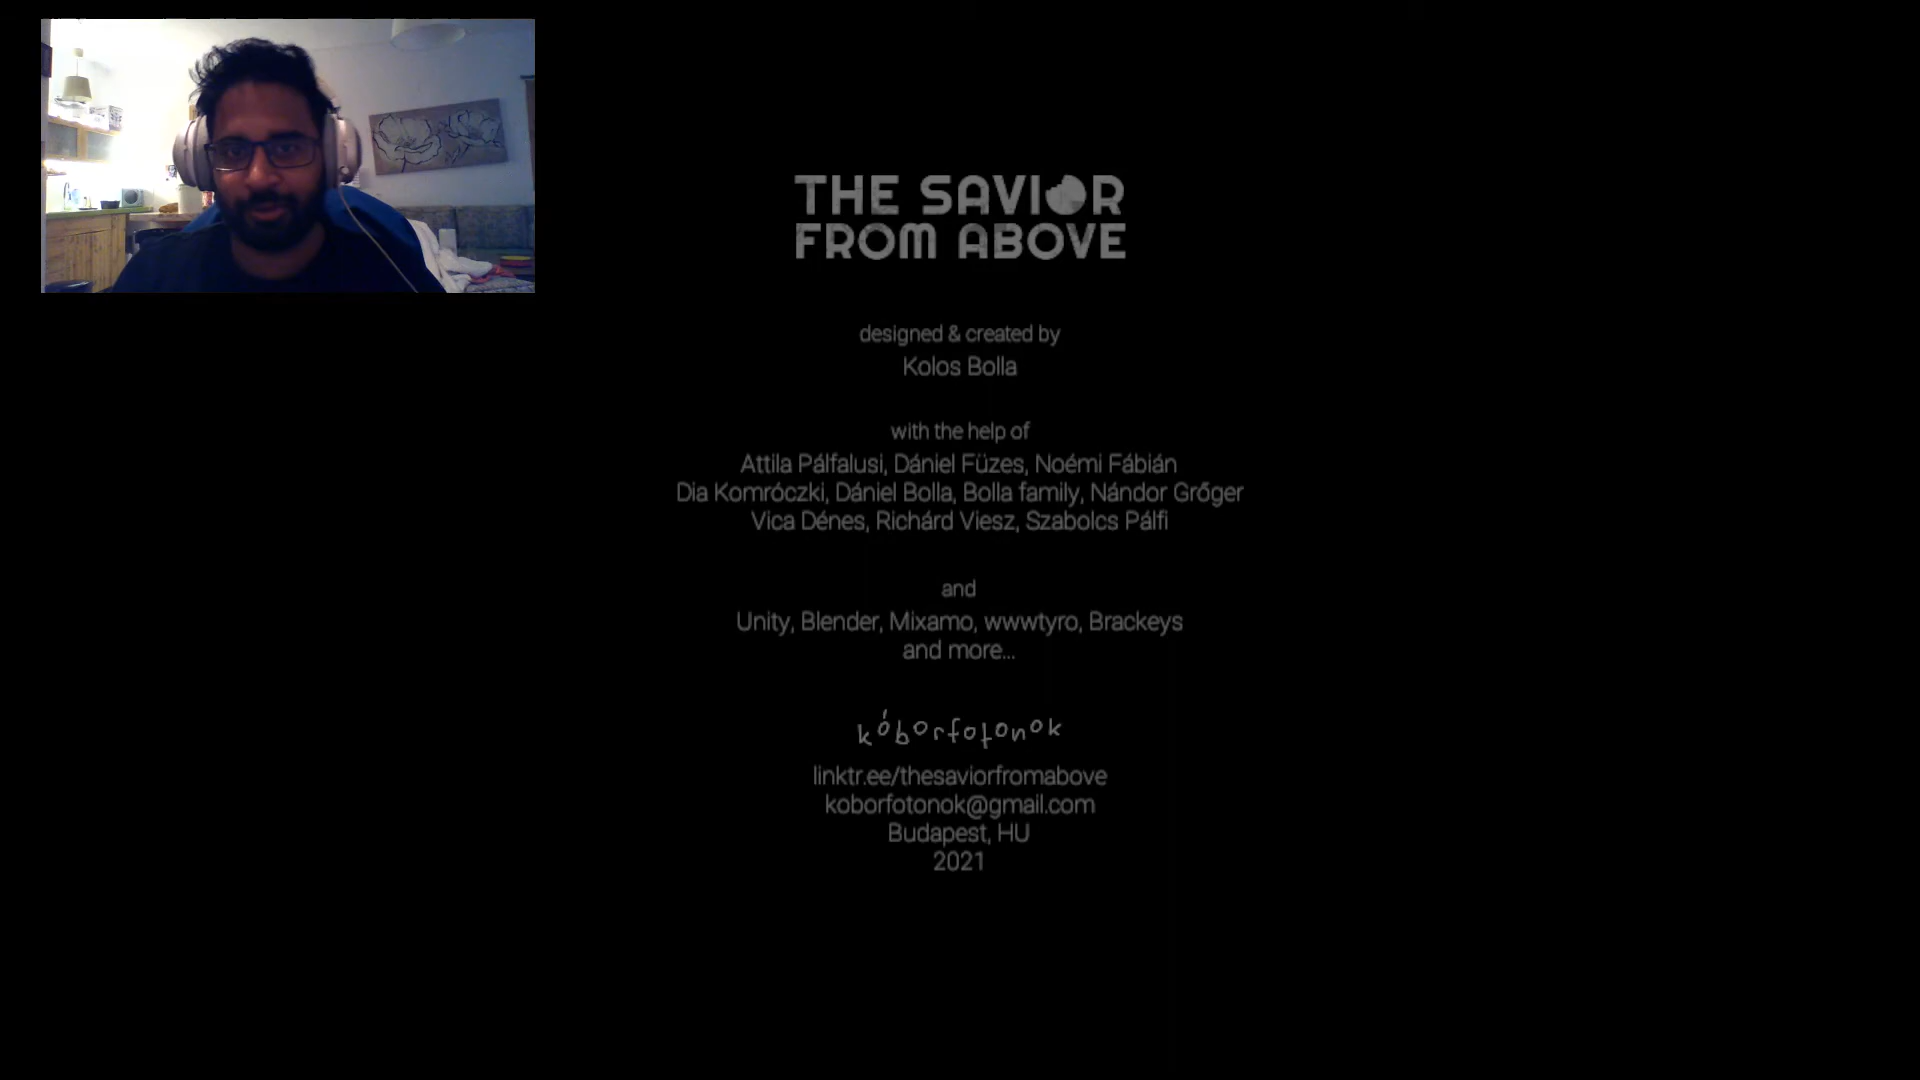 THE SAVIOR
FROM ABOVE
designed & created by
Kolos Bolla
with the help of
Attila Pálfalusi, Dániel Füzes, Noémi Fábián
Dia Komróczki, Dániel Bolla, Bolla family, Nándor Grőger
Vica Dénes, Richárd Viesz, Szabolcs Pálfi
and
Unity, Blender, Mixamo, wwwtyro, Brackeys
and more...
kóborfotonok
linktr.ee/thesaviorfromabove
koborfotonok@gmail.com
Budapest, HU
2021